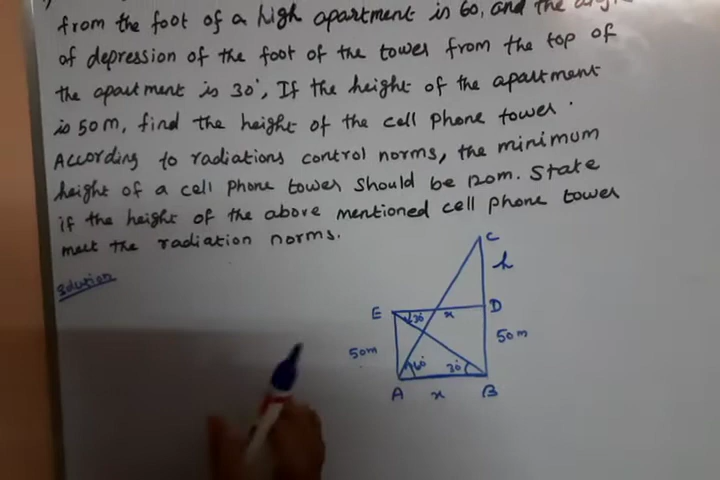 from the foot of a high apartment is 60, and the
of depression of the foot of the tower from the top of
the apartment is 30°, If the height of the apartment
is 50m, find the height of the cell phone tower.
According to radiations control norms, the minimum
height of a cell phone tower should be 120m. State
if the height of the above mentioned cell phone tower
meet the radiation norms.
Solution
C
h
E
30
x
D
50m
50m
60
30
A
x
B